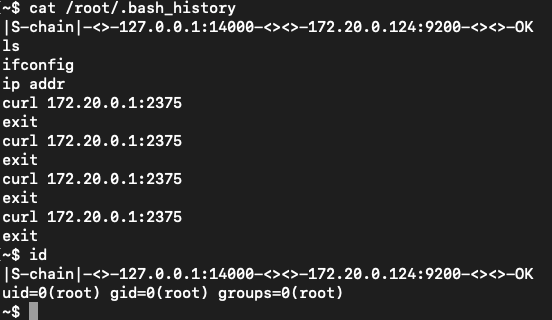 [~$ cat /root/.bash_history
|S-chain|-<>-127.0.0.1:14000-<><>-172.20.0.124:9200-<><>-OK
ls
ifconfig
ip addr
curl 172.20.0.1:2375
exit
curl 172.20.0.1:2375
exit
curl 172.20.0.1:2375
exit
curl 172.20.0.1:2375
exit
[~$ id
|S-chain|-<>-127.0.0.1:14000-<><>-172.20.0.124:9200-<><>-OK
uid=0(root) gid=0(root) groups=0(root)
~$